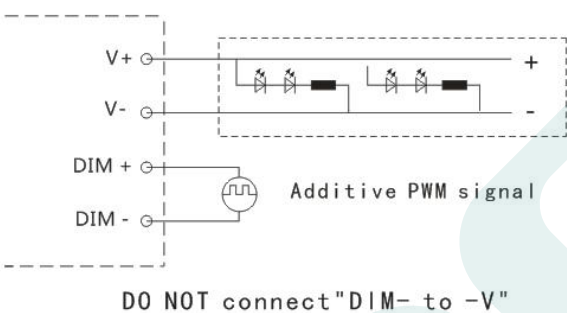 V+
+
V-
-
DIM +
Additive PWM signal
DIM -
DO NOT connect"DIM- to -V"